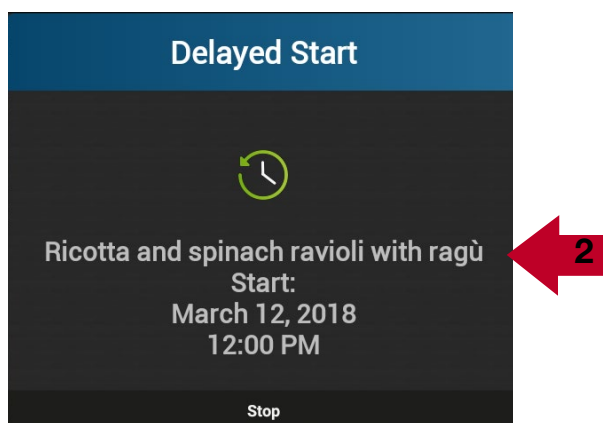 Delayed Start
Ricotta and spinach ravioli with ragù
2
Start:
March 12, 2018
12:00 PM
Stop